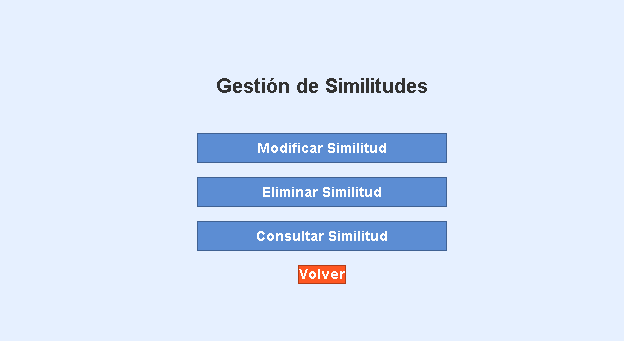 Gestión de Similitudes
Modificar Similitud
Eliminar Similitud
Consultar Similitud
Volver